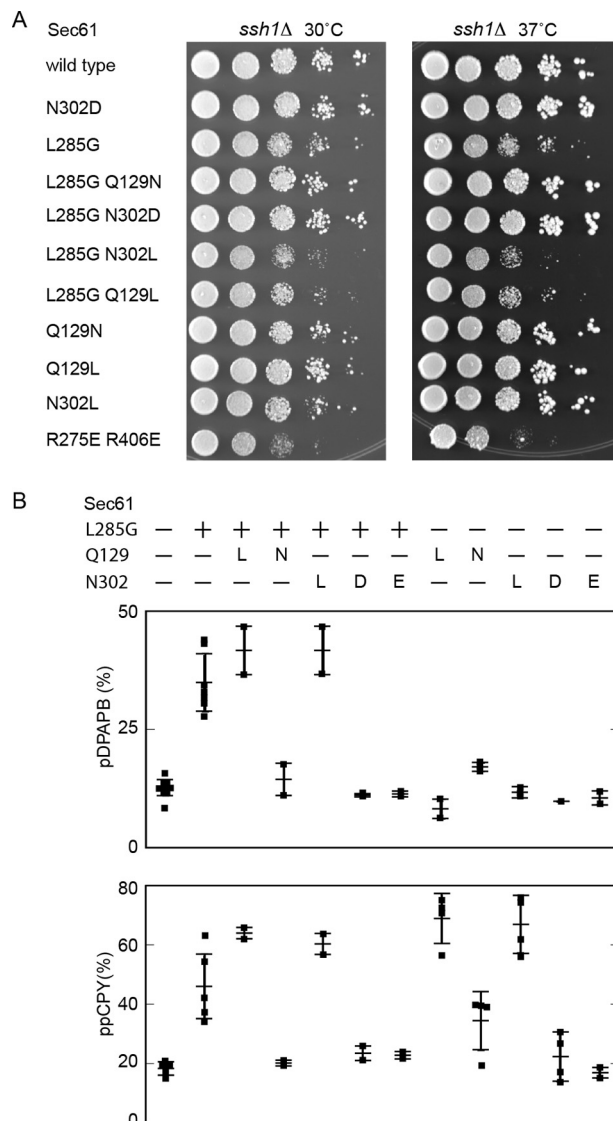 A
Sec61 ssh1Δ 30˚C ssh1Δ 37˚C
wild type
N302D
L285G
L285G Q129N
L285G N302D
L285G N302L
L285G Q129L
Q129N
Q129L
N302L
R275E R406E
B
Sec61
L285G — + + + + + + — — — — —
Q129 — — L N — — — L N — — —
N302 — — — — L D E — — L D E
50
25
0
pDPAPB (%)
80
60
40
20
0
ppCPY(%)